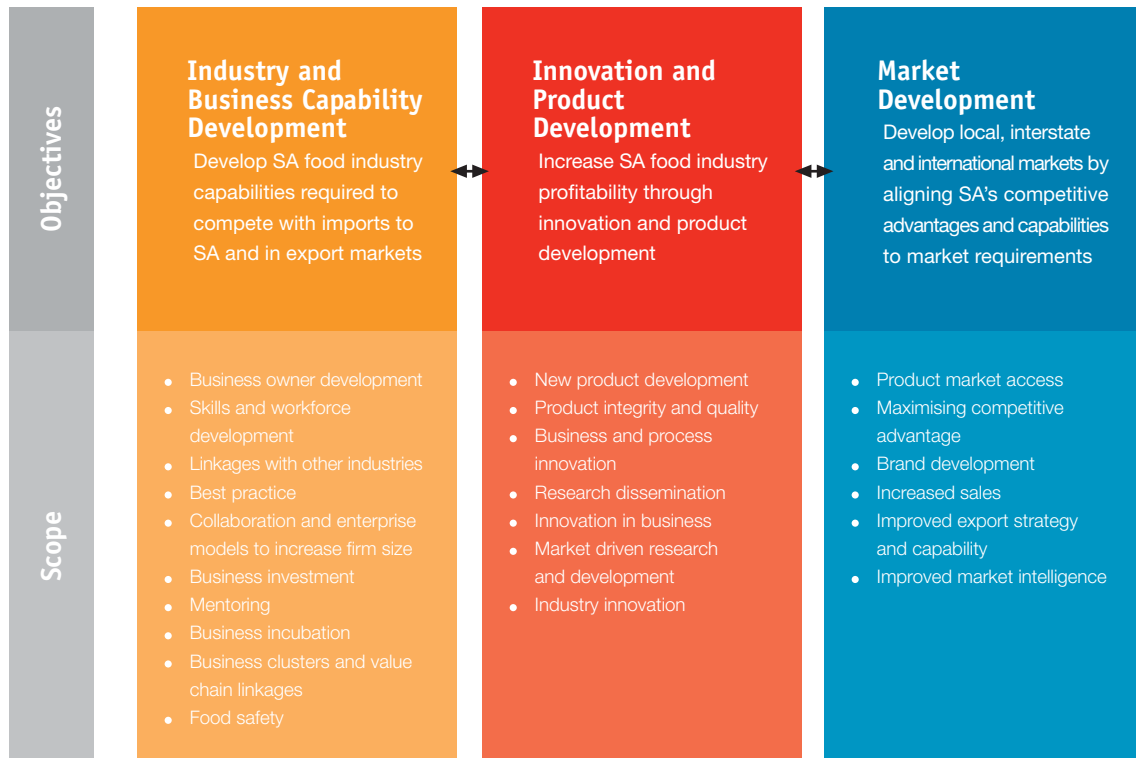 Objectives
Industry and
Business Capability
Development
Develop SA food industry
capabilities required to
compete with imports to
SA and in export markets
Innovation and
Product
Development
Increase SA food industry
profitability through
innovation and product
development
Market
Development
Develop local, interstate
and international markets by
aligning SA’s competitive
advantages and capabilities
to market requirements
Scope
• Business owner development
• Skills and workforce
development
• Linkages with other industries
• Best practice
• Collaboration and enterprise
models to increase firm size
• Business investment
• Mentoring
• Business incubation
• Business clusters and value
chain linkages
• Food safety
• New product development
• Product integrity and quality
• Business and process
innovation
• Research dissemination
• Innovation in business
• Market driven research
and development
• Industry innovation
• Product market access
• Maximising competitive
advantage
• Brand development
• Increased sales
• Improved export strategy
and capability
• Improved market intelligence